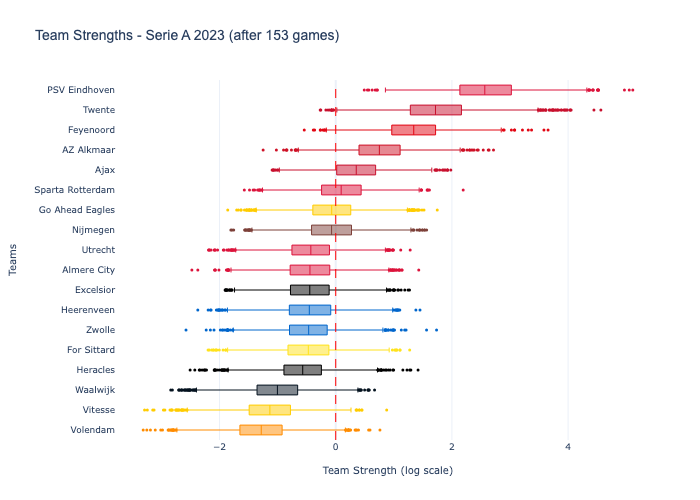 Team Strengths - Serie A 2023 (after 153 games)
PSV Eindhoven
Twente
Feyenoord
AZ Alkmaar
Ajax
Sparta Rotterdam
Go Ahead Eagles
Nijmegen
Utrecht
Almere City
Excelsior
Heerenveen
Zwolle
For Sittard
Heracles
Waalwijk
Vitesse
Volendam
Teams
−2 0 2 4
Team Strength (log scale)